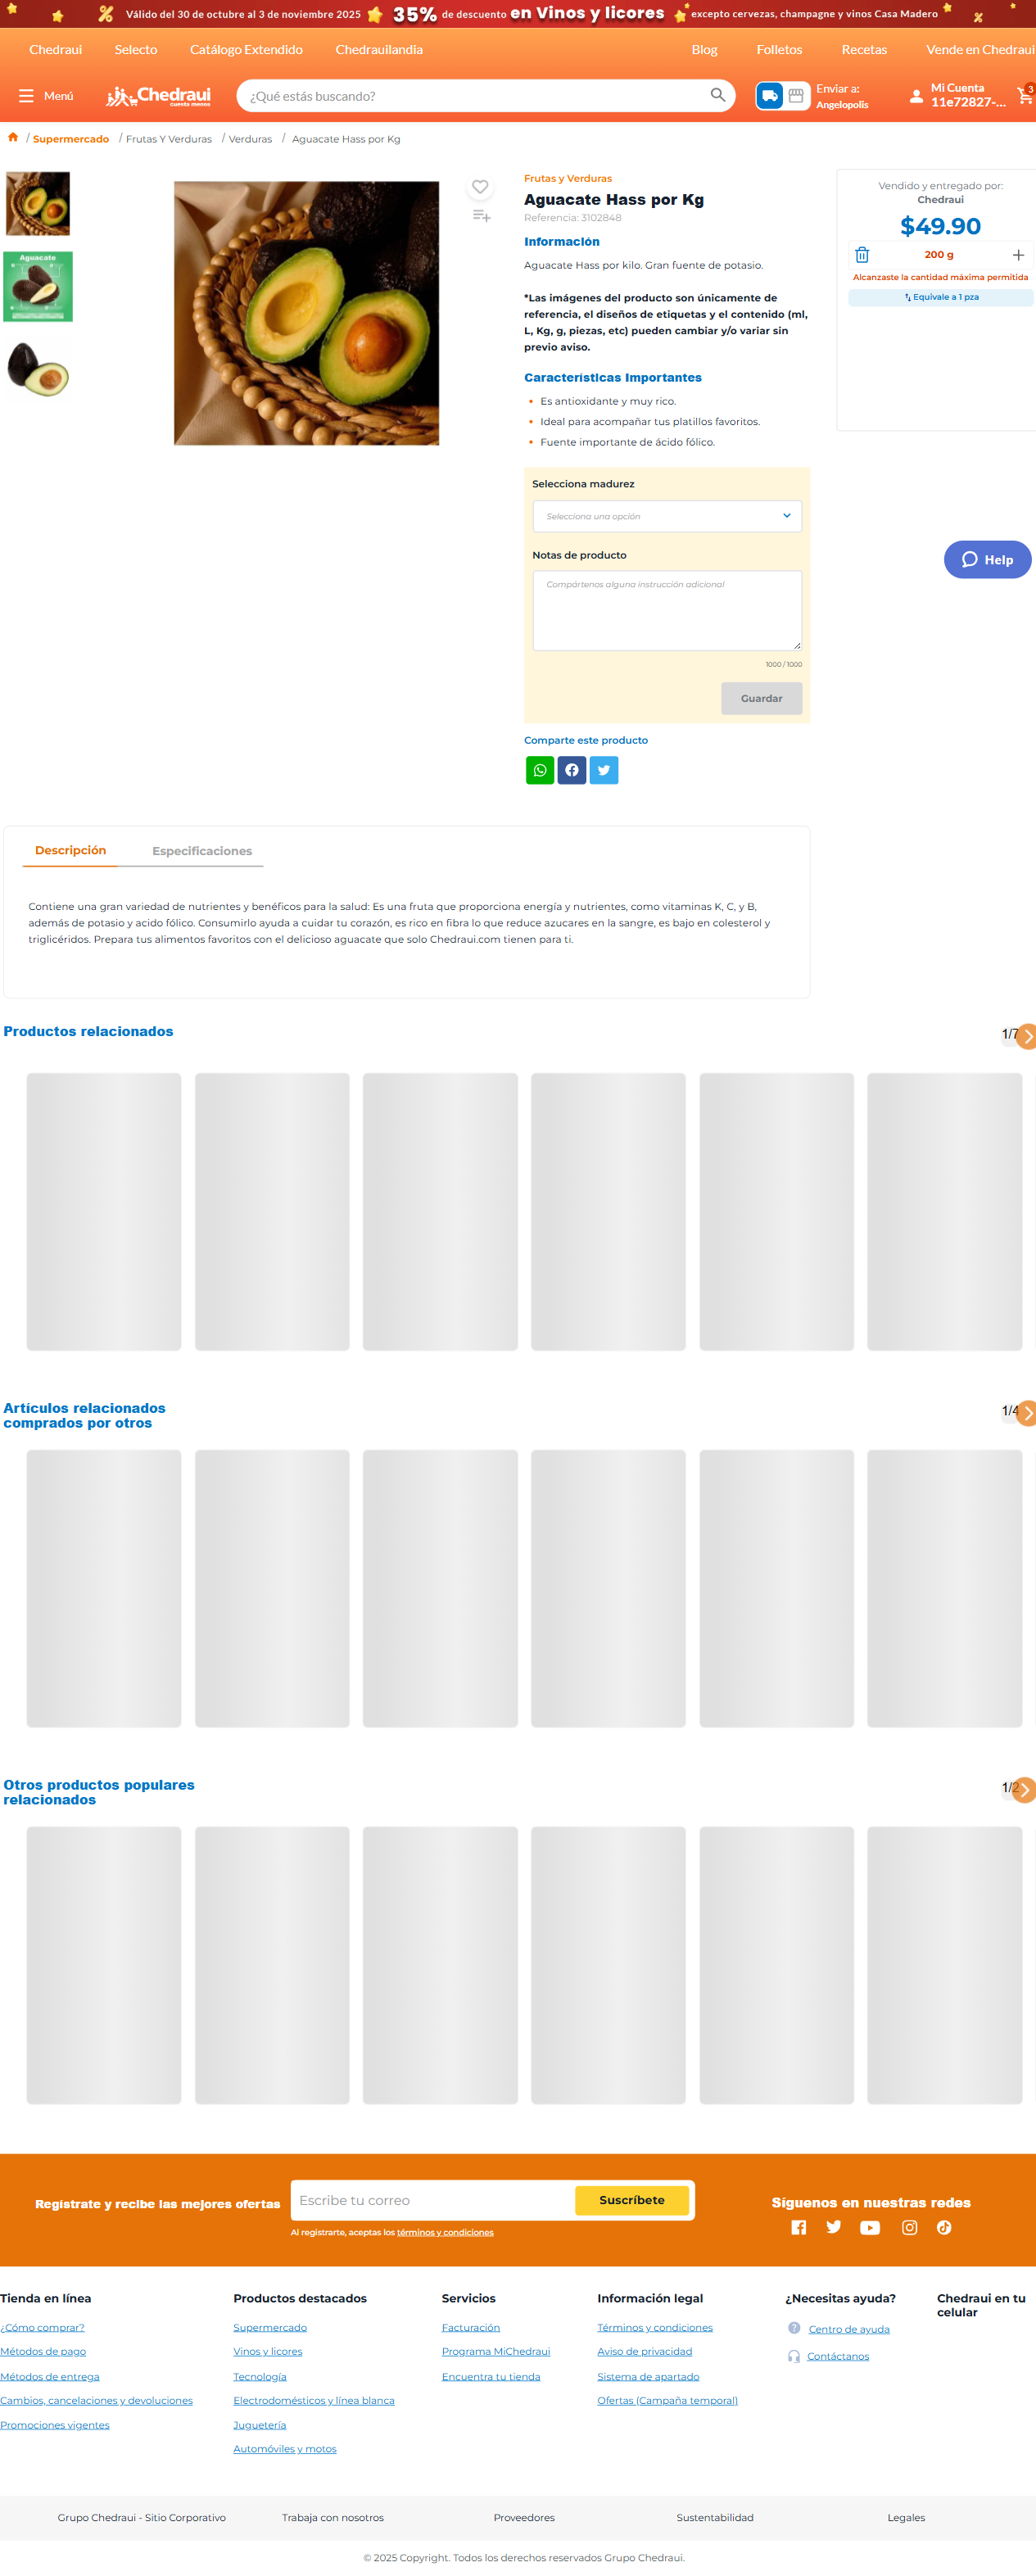 Válido del 30 de octubre al 3 de noviembre 2025 35% de descuento en Vinos y licores excepto cervezas, champagne y vinos Casa Madero
Chedraui Selecto Catálogo Extendido Chedrauilandia Blog Folletos Recetas Vende en Chedraui
Menú Chedraui cuesta menos ¿Qué estás buscando? Enviar a: Mi Cuenta 3
Angelopolis 11e72827-...
/ Supermercado / Frutas Y Verduras / Verduras / Aguacate Hass por Kg
Aguacate
Frutas y Verduras
Aguacate Hass por Kg
Referencia: 3102848
Información
Aguacate Hass por kilo. Gran fuente de potasio.
*Las imágenes del producto son únicamente de
referencia, el diseños de etiquetas y el contenido (ml,
L, Kg, g, piezas, etc) pueden cambiar y/o variar sin
previo aviso.
Características Importantes
• Es antioxidante y muy rico.
• Ideal para acompañar tus platillos favoritos.
• Fuente importante de ácido fólico.
Selecciona madurez
Selecciona una opción
Notas de producto
Compártenos alguna instrucción adicional
1000 / 1000
Guardar
Comparte este producto
Vendido y entregado por:
Chedraui
$49.90
200 g
Alcanzaste la cantidad máxima permitida
Equivale a 1 pza
Help
Descripción Especificaciones
Contiene una gran variedad de nutrientes y benéficos para la salud: Es una fruta que proporciona energía y nutrientes, como vitaminas K, C, y B,
además de potasio y acido fólico. Consumirlo ayuda a cuidar tu corazón, es rico en fibra lo que reduce azucares en la sangre, es bajo en colesterol y
triglicéridos. Prepara tus alimentos favoritos con el delicioso aguacate que solo Chedraui.com tienen para ti.
Productos relacionados 1/7
Artículos relacionados 1/4
comprados por otros
Otros productos populares 1/2
relacionados
Regístrate y recibe las mejores ofertas Escribe tu correo Suscríbete Síguenos en nuestras redes
Al registrarte, aceptas los términos y condiciones
Tienda en línea
¿Cómo comprar?
Métodos de pago
Métodos de entrega
Cambios, cancelaciones y devoluciones
Promociones vigentes
Productos destacados
Supermercado
Vinos y licores
Tecnología
Electrodomésticos y línea blanca
Juguetería
Automóviles y motos
Servicios
Facturación
Programa MiChedraui
Encuentra tu tienda
Información legal
Términos y condiciones
Aviso de privacidad
Sistema de apartado
Ofertas (Campaña temporal)
¿Necesitas ayuda?
Centro de ayuda
Contáctanos
Chedraui en tu
celular
Grupo Chedraui - Sitio Corporativo Trabaja con nosotros Proveedores Sustentabilidad Legales
© 2025 Copyright. Todos los derechos reservados Grupo Chedraui.